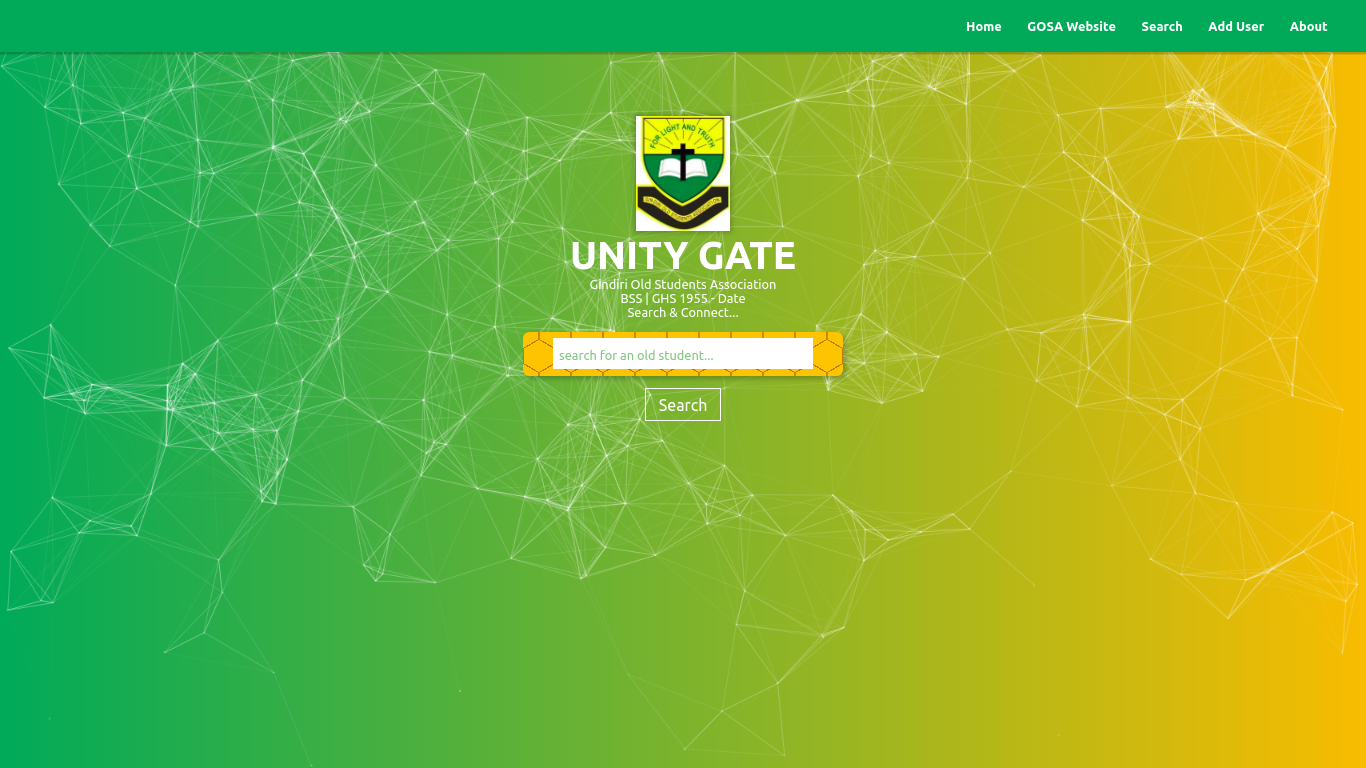 Home GOSA Website Search Add User About
FOR LIGHT AND TRUTH
GINDIRI OLD STUDENTS ASSOCIATION
UNITY GATE
Gindiri Old Students Association
BSS | GHS 1955 - Date
Search & Connect...
search for an old student...
Search